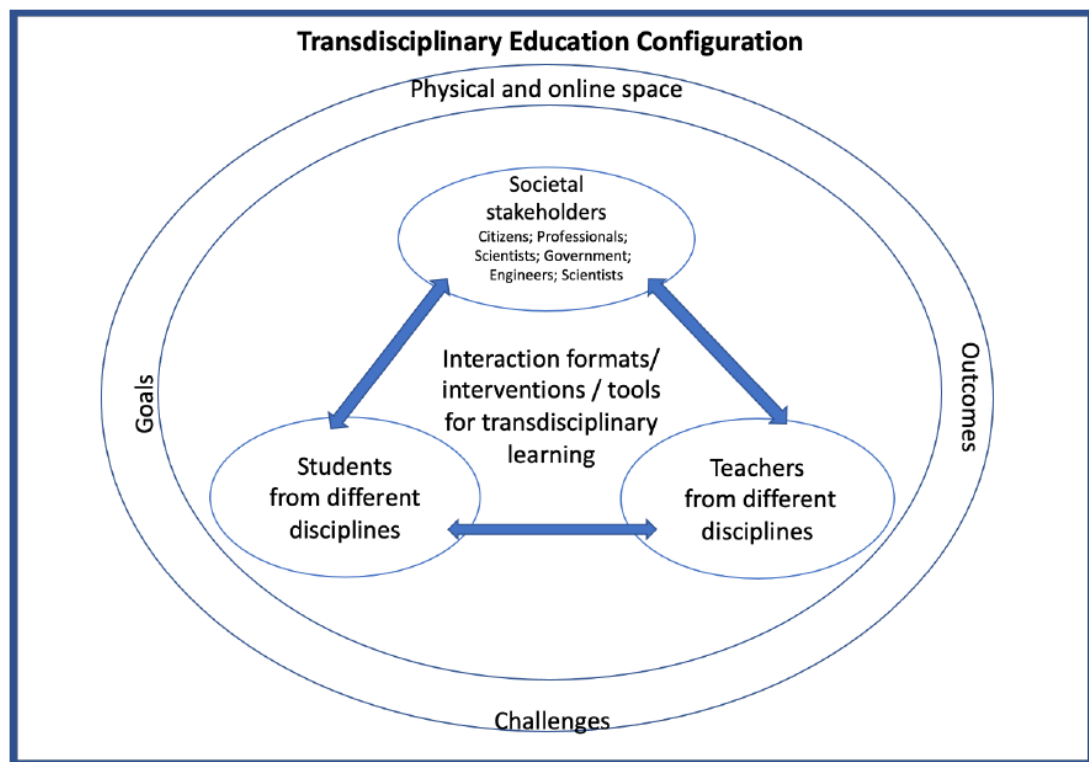 Transdisciplinary Education Configuration
Physical and online space
Societal
stakeholders
Citizens; Professionals;
Scientists; Government;
Engineers; Scientists
Interaction formats/
interventions / tools
for transdisciplinary
learning
Goals
Outcomes
Students
from different
disciplines
Teachers
from different
disciplines
Challenges